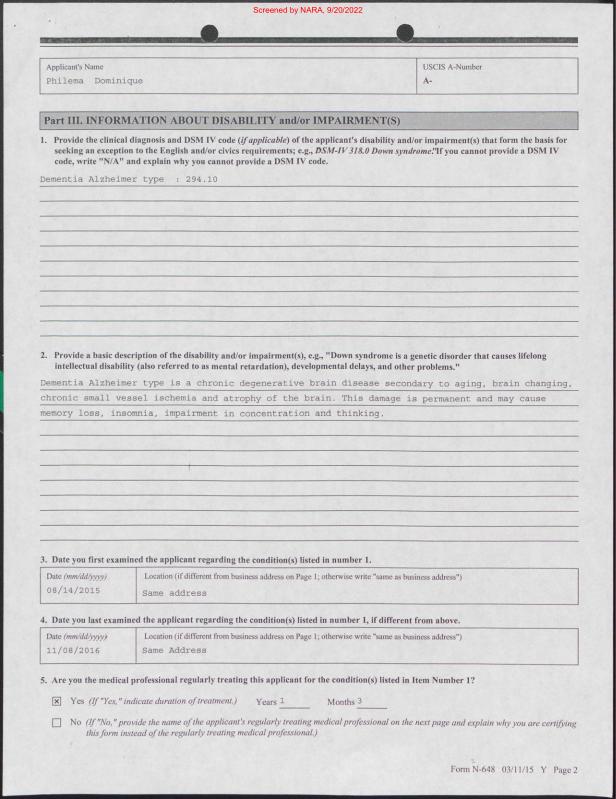 Screened by NARA, 9/20/2022
Applicant's Name
USCIS A-Number
Philema Dominique
A-
Part III. INFORMATION ABOUT DISABILITY and/or IMPAIRMENT(S)
1. Provide the clinical diagnosis and DSM IV code (if applicable) of the applicant's disability and/or impairment(s) that form the basis for
seeking an exception to the English and/or civics requirements; e.g., DSM-IV 318.0 Down syndrome." If you cannot provide a DSM IV
code, write "N/A" and explain why you cannot provide a DSM IV code.
Dementia Alzheimer type : 294.10
2. Provide a basic description of the disability and/or impairment(s), e.g., "Down syndrome is a genetic disorder that causes lifelong
intellectual disability (also referred to as mental retardation), developmental delays, and other problems."
Dementia Alzheimer type is a chronic degenerative brain disease secondary to aging, brain changing,
chronic small vessel ischemia and atrophy of the brain. This damage is permanent and may cause
memory loss, insomnia, impairment in concentration and thinking.
3. Date you first examined the applicant regarding the condition(s) listed in number 1.
Date (mm/dd/yyyy)
Location (if different from business address on Page 1; otherwise write "same as business address")
08/14/2015
Same address
4. Date you last examined the applicant regarding the condition(s) listed in number 1, if different from above.
Date (mm/dd/yyyy)
Location (if different from business address on Page 1; otherwise write "same as business address")
11/08/2016
Same Address
5. Are you the medical professional regularly treating this applicant for the condition(s) listed in Item Number 1?
Yes (If "Yes," indicate duration of treatment.) Years 1 Months 3
No (If "No," provide the name of the applicant's regularly treating medical professional on the next page and explain why you are certifying
this form instead of the regularly treating medical professional.)
Form N-648 03/11/15 Y Page 2